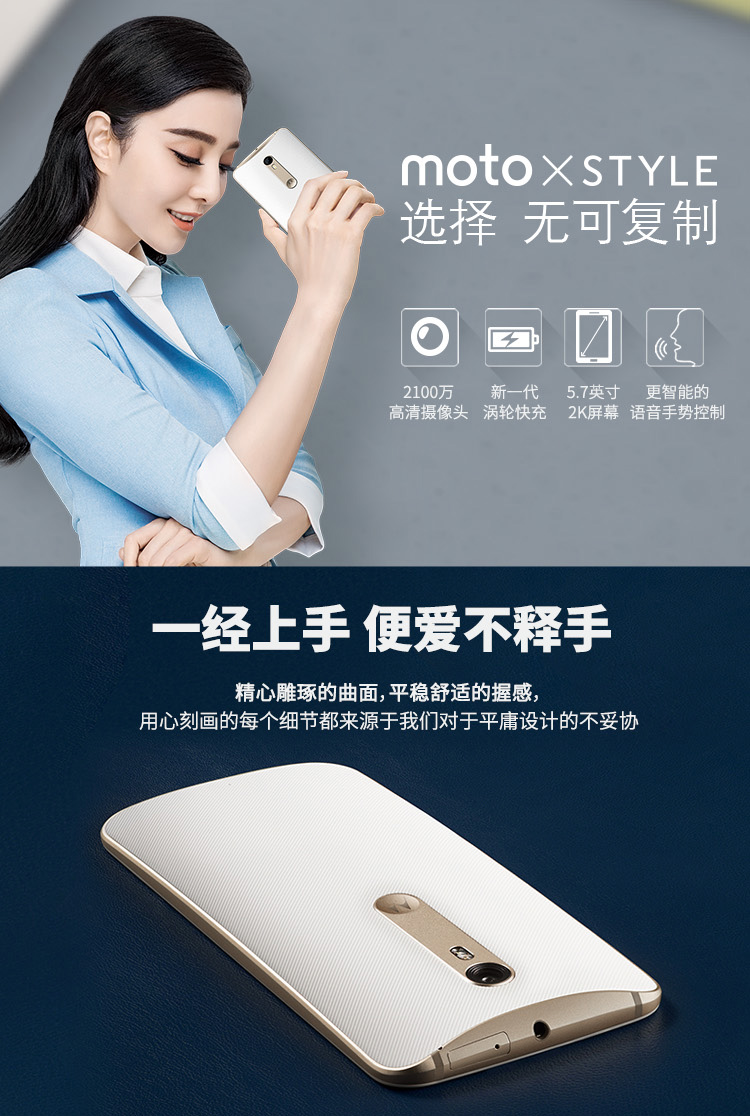 moto X STYLE
选择 无可复制
2100万
高清摄像头
新一代
涡轮快充
5.7英寸
2K屏幕
更智能的
语音手势控制
一经上手 便爱不释手
精心雕琢的曲面，平稳舒适的握感，
用心刻画的每个细节都来源于我们对于平庸设计的不妥协